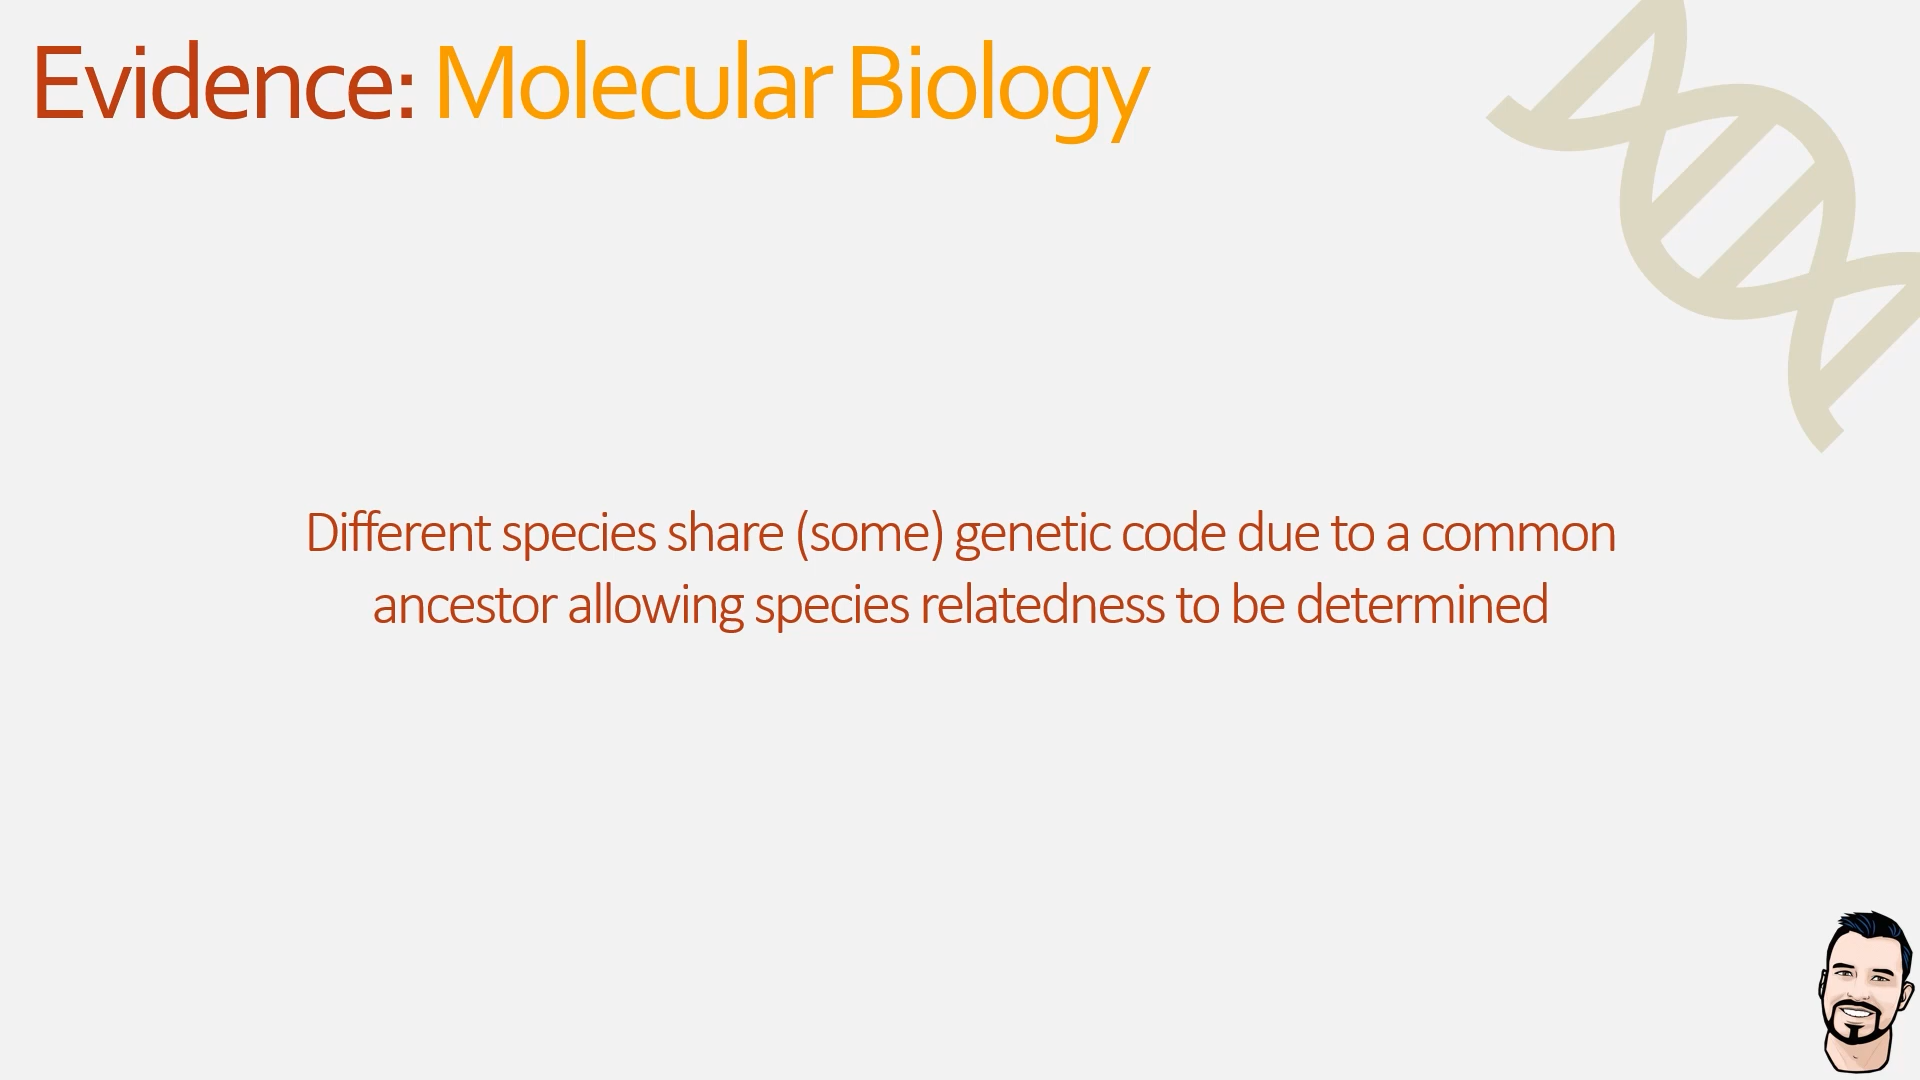 Evidence: Molecular Biology
Different species share (some) genetic code due to a common
ancestor allowing species relatedness to be determined